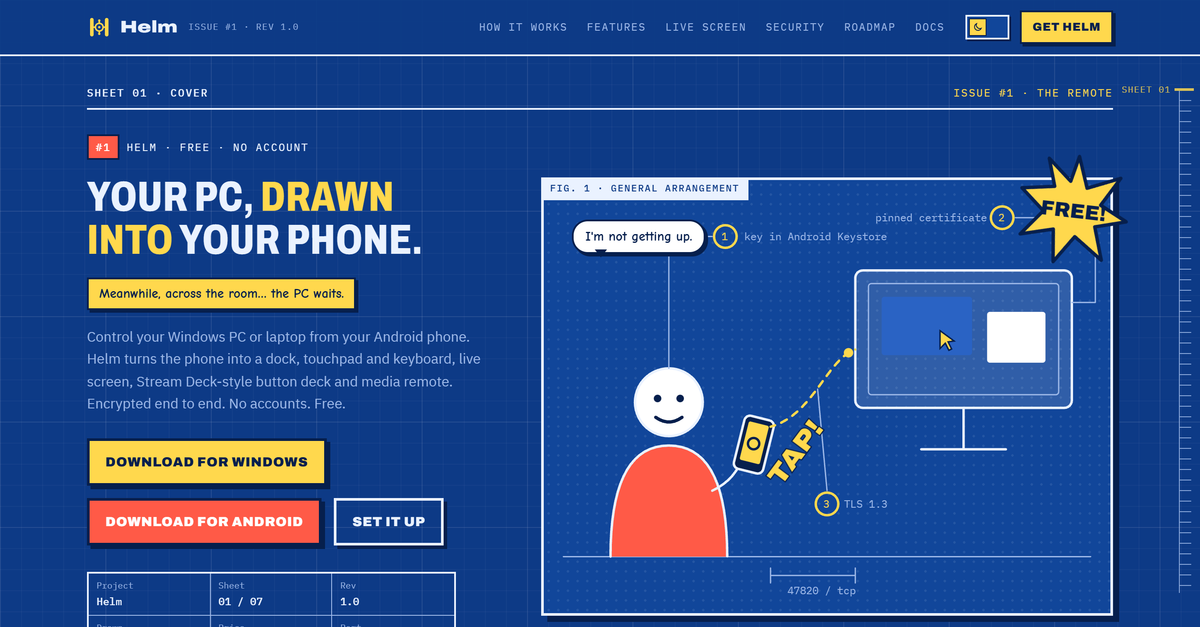 Helm
ISSUE #1 · REV 1.0
HOW IT WORKS
FEATURES
LIVE SCREEN
SECURITY
ROADMAP
DOCS
GET HELM
SHEET 01 · COVER
ISSUE #1 · THE REMOTE
SHEET 01
#1
HELM · FREE · NO ACCOUNT
YOUR PC, DRAWN
INTO YOUR PHONE.
Meanwhile, across the room... the PC waits.
Control your Windows PC or laptop from your Android phone.
Helm turns the phone into a dock, touchpad and keyboard, live
screen, Stream Deck-style button deck and media remote.
Encrypted end to end. No accounts. Free.
DOWNLOAD FOR WINDOWS
DOWNLOAD FOR ANDROID
SET IT UP
Project
Helm
Sheet
01 / 07
Rev
1.0
FIG. 1 · GENERAL ARRANGEMENT
FREE!
pinned certificate
2
I'm not getting up.
1
key in Android Keystore
TAP!
3
TLS 1.3
47820 / tcp